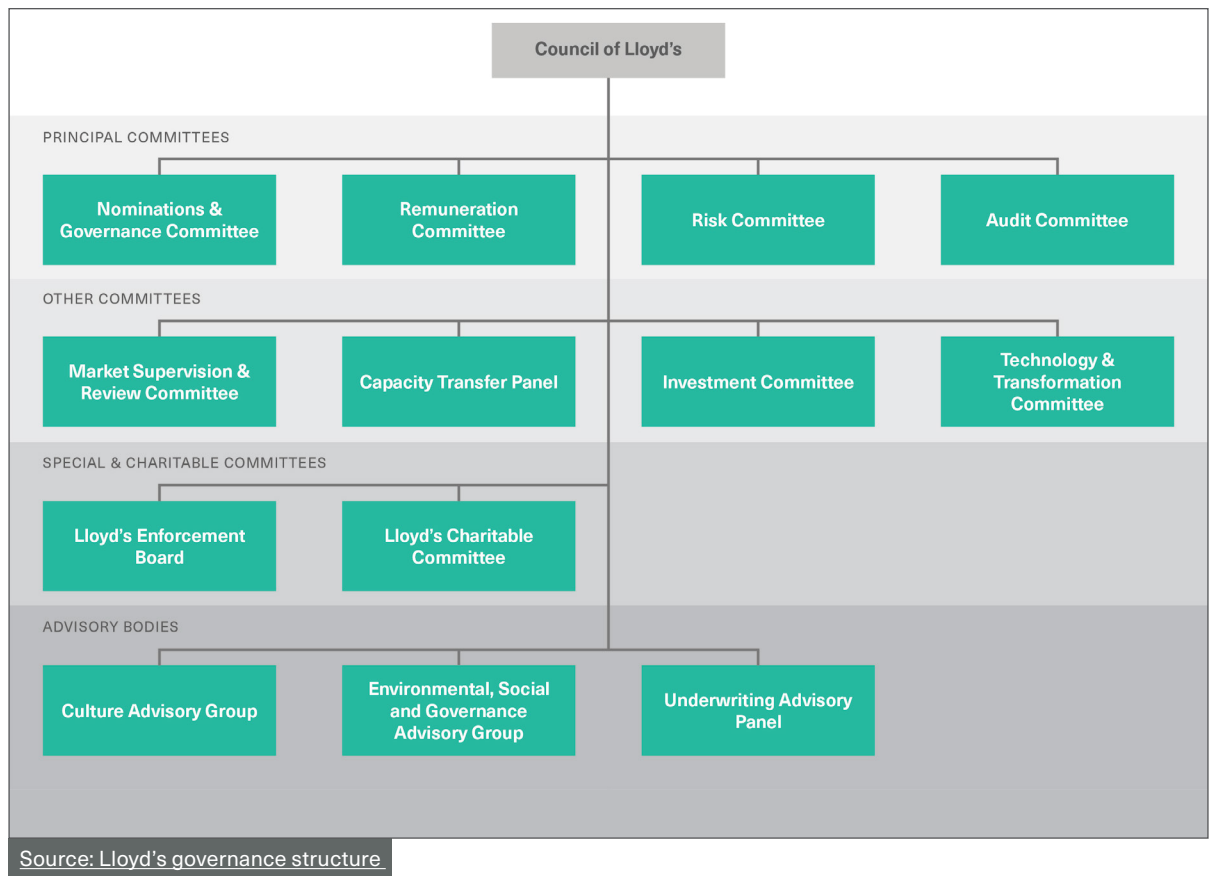 Council of Lloyd's
PRINCIPAL COMMITTEES
Nominations &
Governance Committee
Remuneration
Committee
Risk Committee
Audit Committee
OTHER COMMITTEES
Market Supervision &
Review Committee
Capacity Transfer Panel
Investment Committee
Technology &
Transformation
Committee
SPECIAL & CHARITABLE COMMITTEES
Lloyd's Enforcement
Board
Lloyd's Charitable
Committee
ADVISORY BODIES
Culture Advisory Group
Environmental, Social
and Governance
Advisory Group
Underwriting Advisory
Panel
Source: Lloyd's governance structure